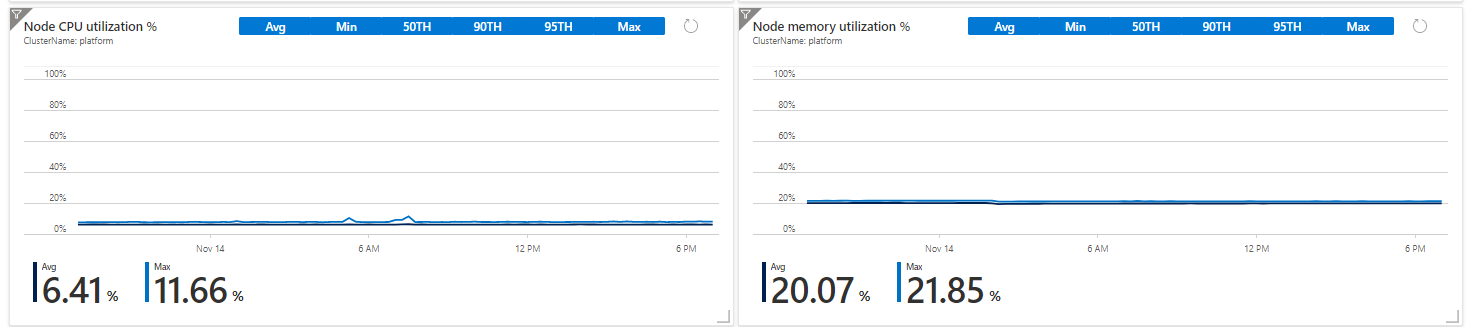 Node CPU utilization %
Avg Min 50TH 90TH 95TH Max
ClusterName: platform
100%
80%
60%
40%
20%
0%
Nov 14 6 AM 12 PM 6 PM
Avg Max
6.41 % 11.66 %
Node memory utilization %
Avg Min 50TH 90TH 95TH Max
ClusterName: platform
100%
80%
60%
40%
20%
0%
Nov 14 6 AM 12 PM 6 PM
Avg Max
20.07 % 21.85 %